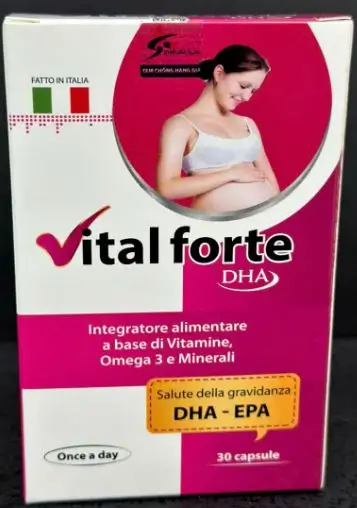 TEM CHỐNG HÀNG GIẢ
FATTO IN ITALIA
Vital forte
DHA
Integratore alimentare
a base di Vitamine,
Omega 3 e Minerali
Salute della gravidanza
DHA - EPA
Once a day
30 capsule